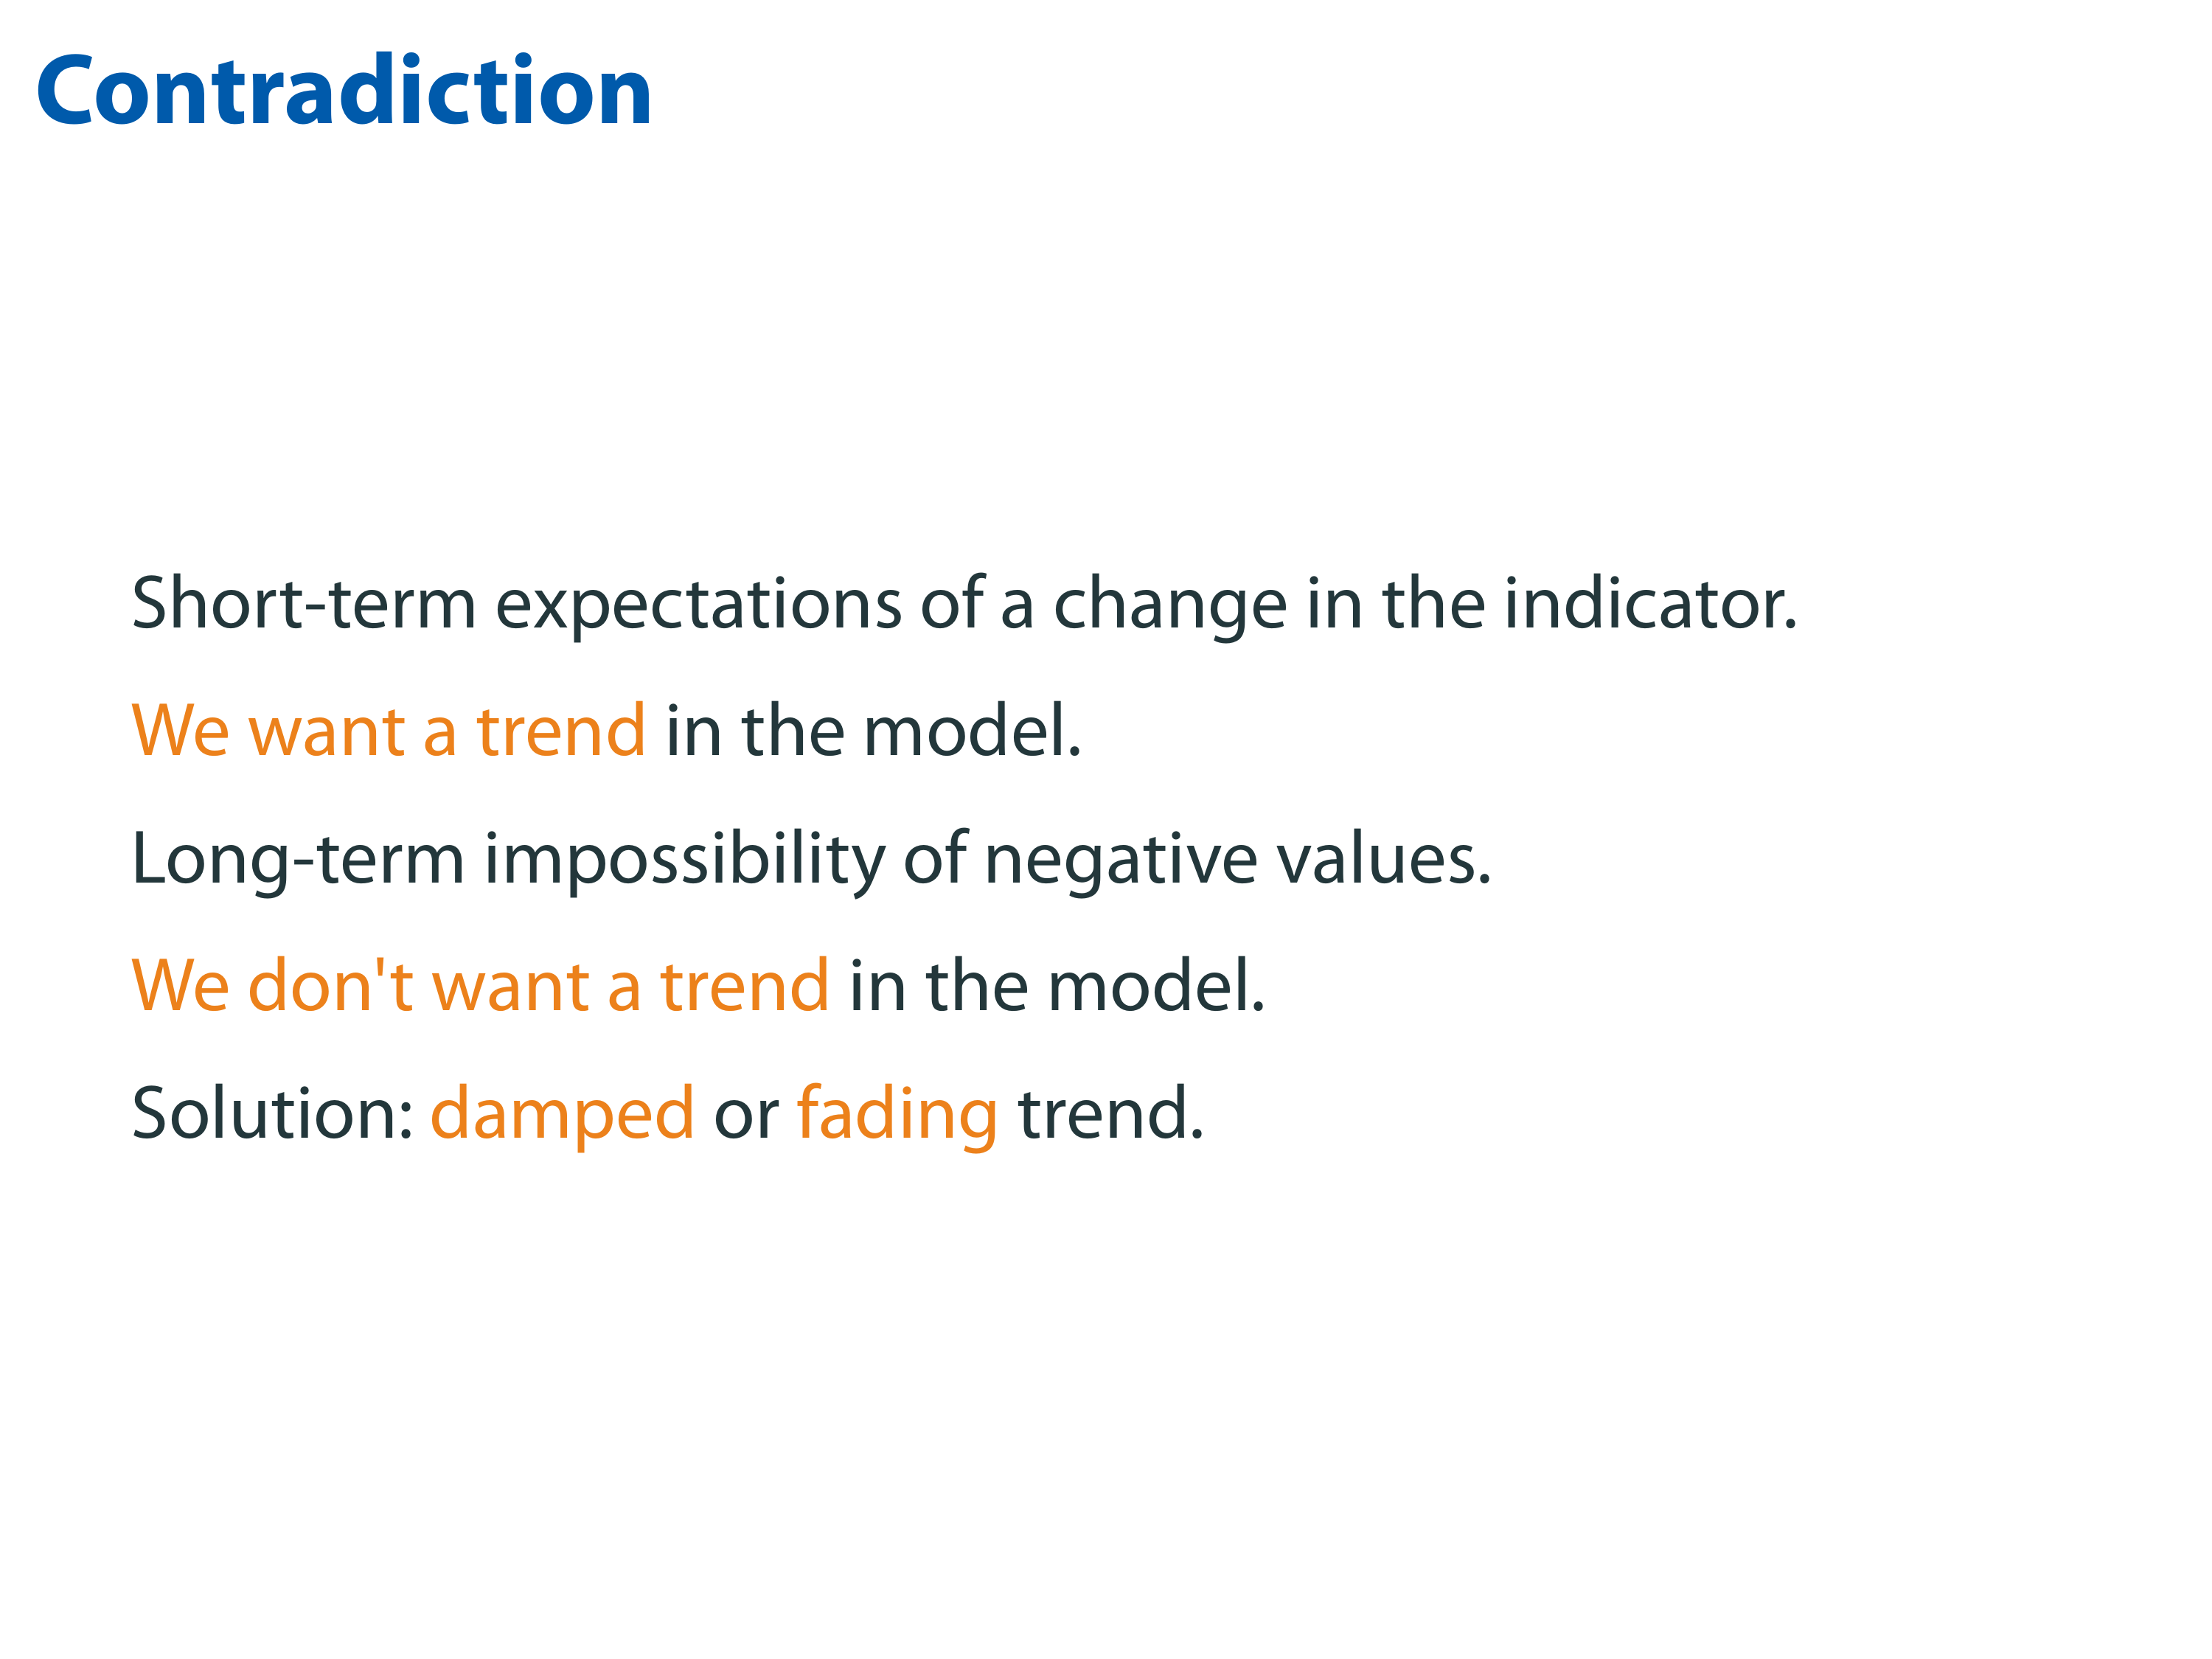 Contradiction
Short-term expectations of a change in the indicator.
We want a trend in the model.
Long-term impossibility of negative values.
We don't want a trend in the model.
Solution: damped or fading trend.